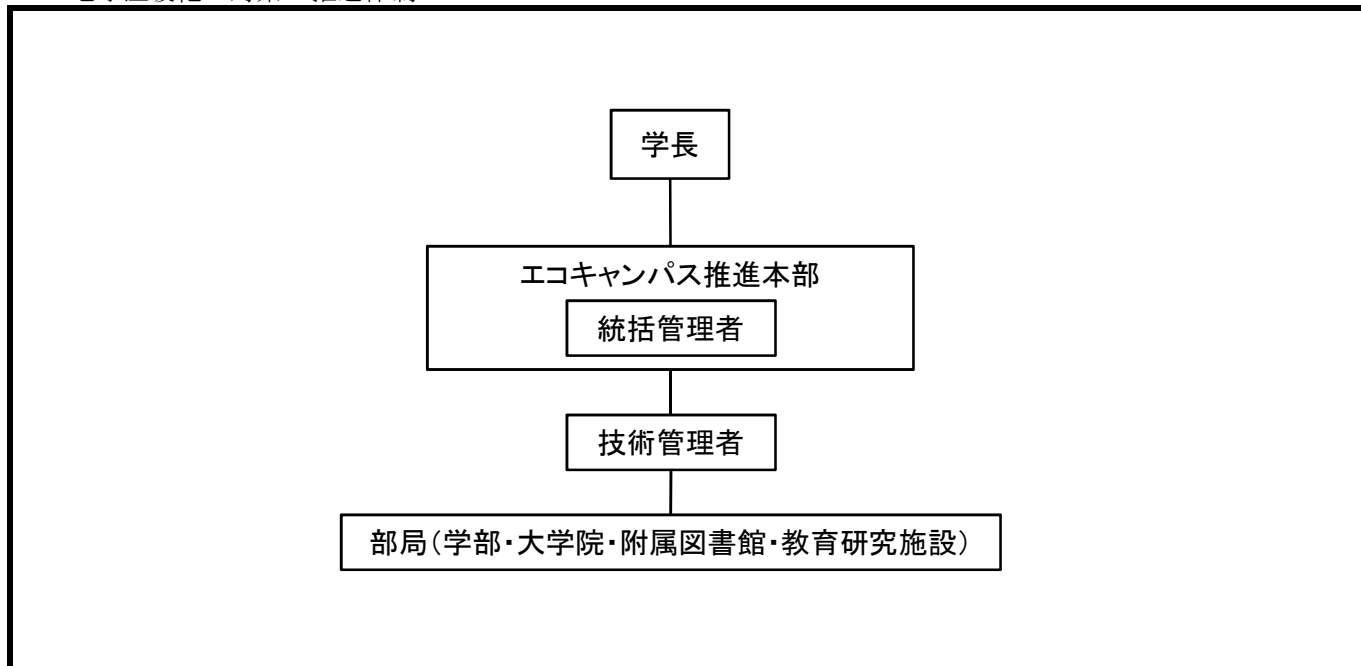 学長
エコキャンパス推進本部
統括管理者
技術管理者
部局(学部・大学院・附属図書館・教育研究施設)